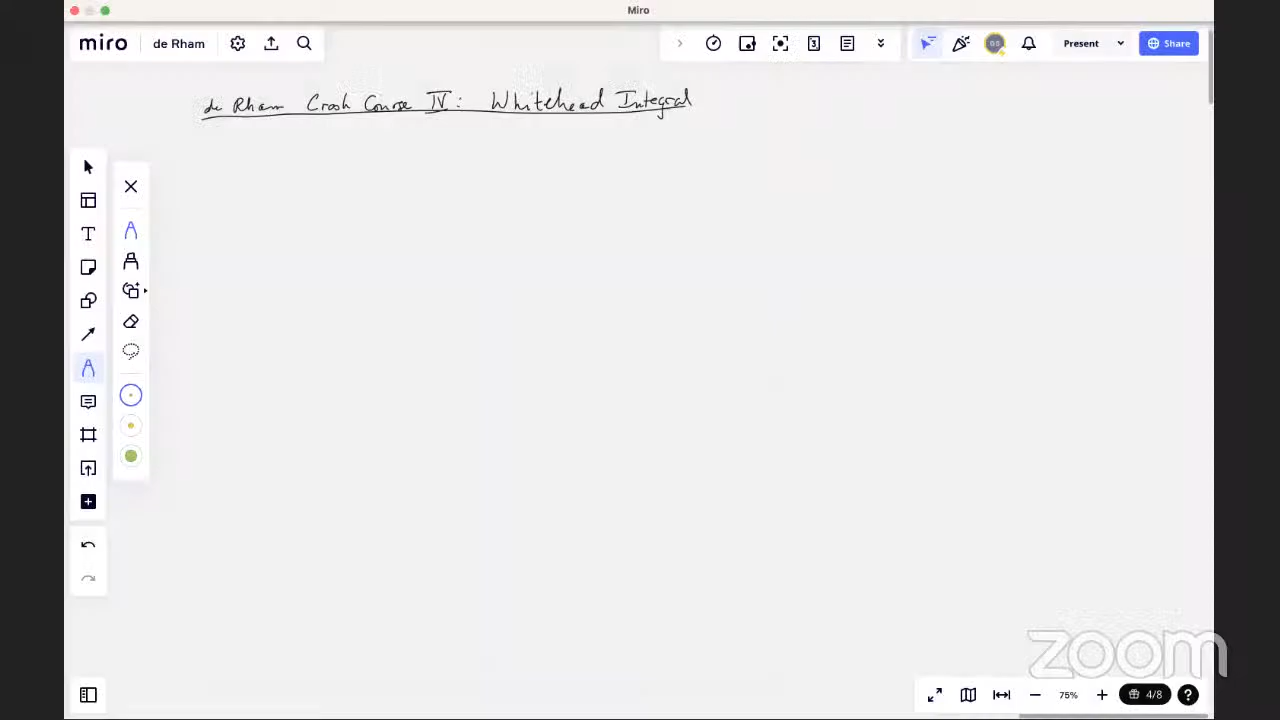 Miro
miro de Rham Present Share
de Rham Crash Course IV: Whitehead Integral
zoom
75% 4/8 ?